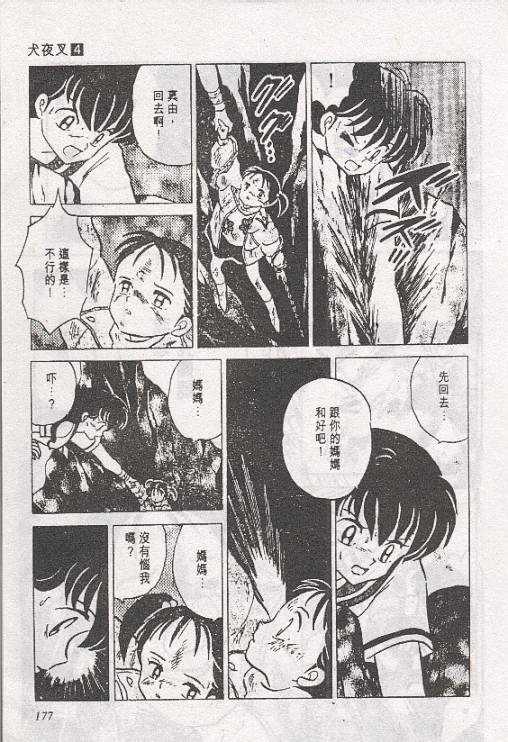 犬夜叉4
！
真由，
回去啊！
這樣是…
不行的！
先回去…
跟你的媽媽
和好吧！
媽媽…
吓…？
媽媽…
沒有惱我
嗎？
177